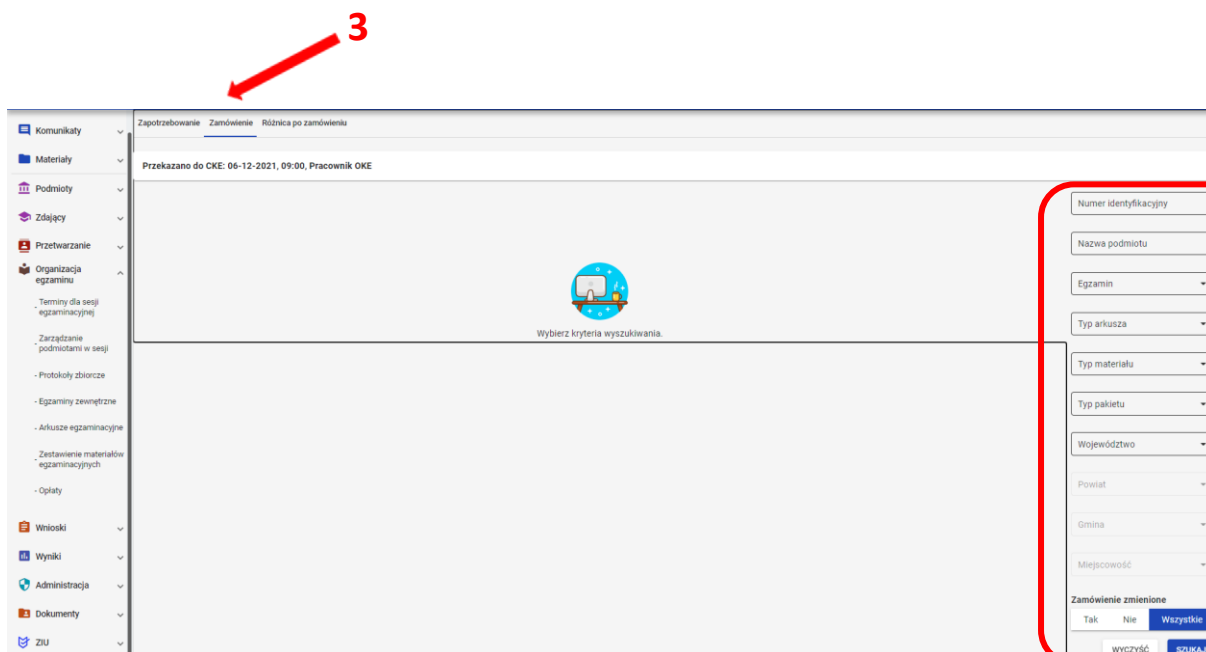 3
Zapotrzebowanie Zamówienie Różnica po zamówieniu
Przekazano do CKE: 06-12-2021, 09:00, Pracownik OKE
Komunikaty
Materiały
Podmioty
Zdający
Przetwarzanie
Organizacja
egzaminu
- Terminy dla sesji
egzaminacyjnej
- Zarządzanie
podmiotami w sesji
- Protokoły zbiorcze
- Egzaminy zewnętrzne
- Arkusze egzaminacyjne
- Zestawienie materiałów
egzaminacyjnych
- Opłaty
Wnioski
Wyniki
Administracja
Dokumenty
ZIU
Wybierz kryteria wyszukiwania.
Numer identyfikacyjny
Nazwa podmiotu
Egzamin
Typ arkusza
Typ materiału
Typ pakietu
Województwo
Powiat
Gmina
Miejscowość
Zamówienie zmienione
Tak Nie Wszystkie
WYCZYŚĆ SZUKAJ